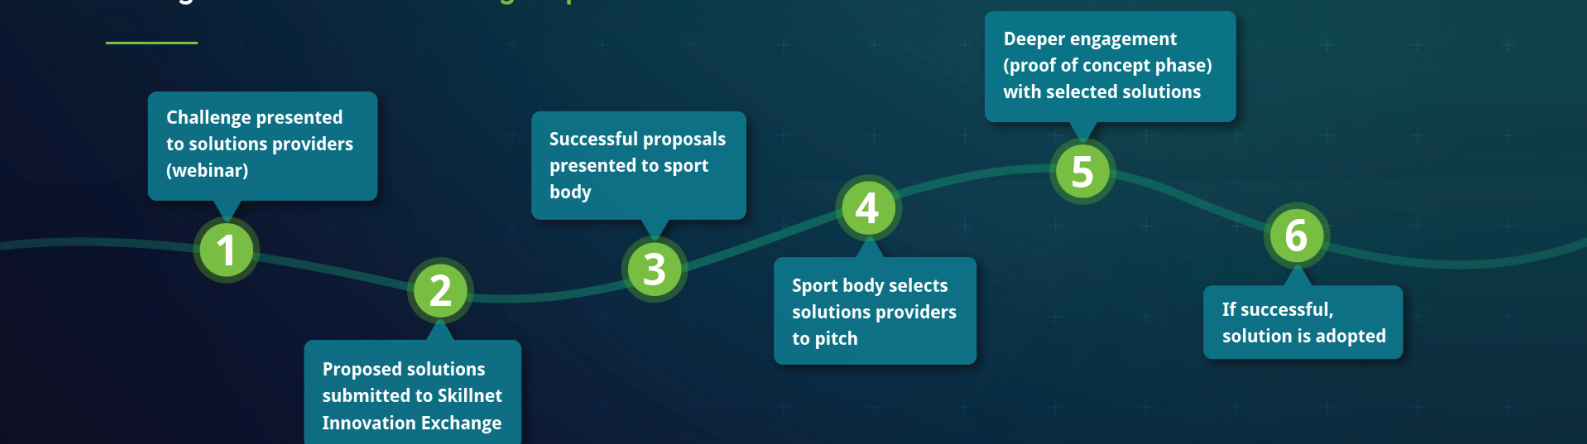 Challenge presented
to solutions providers
(webinar)
1
2
Proposed solutions
submitted to Skillnet
Innovation Exchange
Successful proposals
presented to sport
body
3
4
Sport body selects
solutions providers
to pitch
Deeper engagement
(proof of concept phase)
with selected solutions
5
6
If successful,
solution is adopted